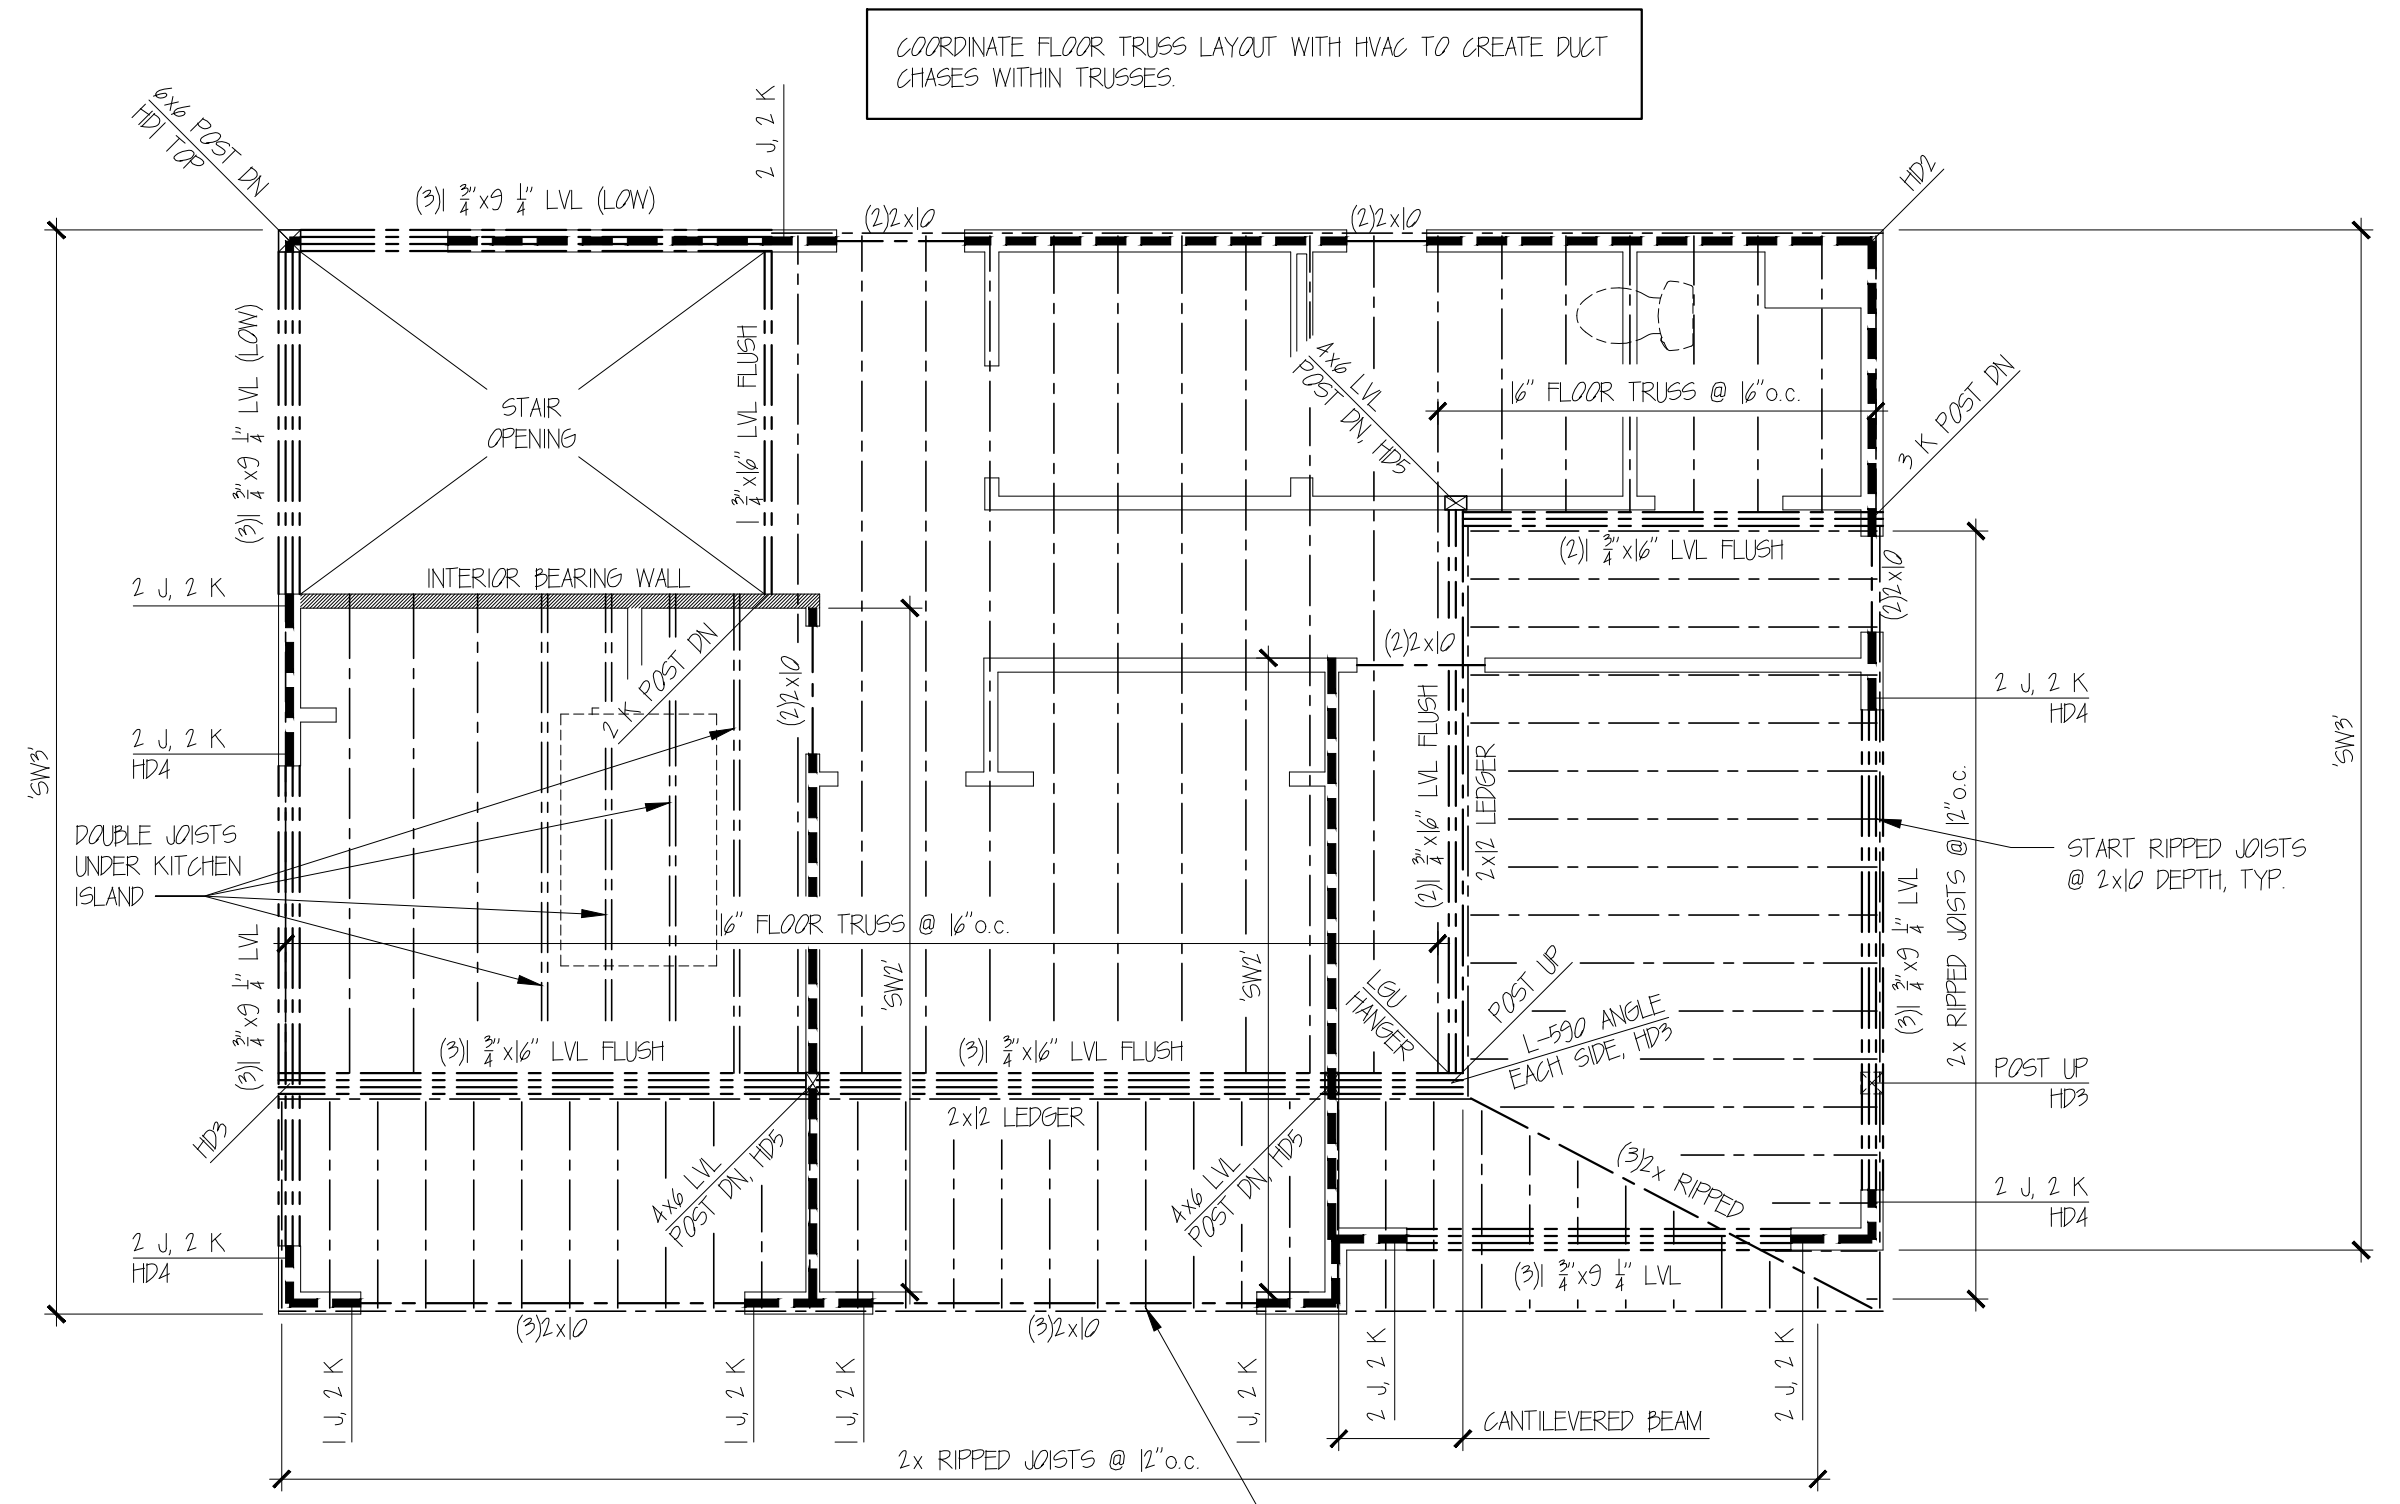 COORDINATE FLOOR TRUSS LAYOUT WITH HVAC TO CREATE DUCT
CHASES WITHIN TRUSSES.
6x6 POST DN
HD1 TOP
(3)1 3/4"x9 1/4" LVL (LOW)
2 J, 2 K
(2)2x10
(2)2x10
HD2
(3)1 3/4"x9 1/4" LVL (LOW)
STAIR
OPENING
1 3/4"x16" LVL FLUSH
4x6 LVL
POST DN, HD5
16" FLOOR TRUSS @ 16"o.c.
3 K POST DN
(2)1 3/4"x16" LVL FLUSH
(2)2x10
INTERIOR BEARING WALL
2 J, 2 K
2 K POST DN
(2)2x10
(2)2x10
2 J, 2 K
HD4
2 J, 2 K
HD4
'SW3'
'SW3'
(2)1 3/4"x16" LVL FLUSH
2x12 LEDGER
DOUBLE JOISTS
UNDER KITCHEN
ISLAND
START RIPPED JOISTS
@ 2x10 DEPTH, TYP.
16" FLOOR TRUSS @ 16"o.c.
2x RIPPED JOISTS @ 12"o.c.
(3)1 3/4"x9 1/4" LVL
(3)1 3/4"x9 1/4" LVL
'SW2'
'SW2'
LGU
HANGER
POST UP
L-590 ANGLE
EACH SIDE, HD3
(3)1 3/4"x16" LVL FLUSH
(3)1 3/4"x16" LVL FLUSH
POST UP
HD3
2x12 LEDGER
HD3
4x6 LVL
POST DN, HD5
4x6 LVL
POST DN, HD5
(3)2x RIPPED
2 J, 2 K
HD4
2 J, 2 K
HD4
(3)1 3/4"x9 1/4" LVL
(3)2x10
(3)2x10
1 J, 2 K
1 J, 2 K
1 J, 2 K
1 J, 2 K
2 J, 2 K
2 J, 2 K
CANTILEVERED BEAM
2x RIPPED JOISTS @ 12"o.c.